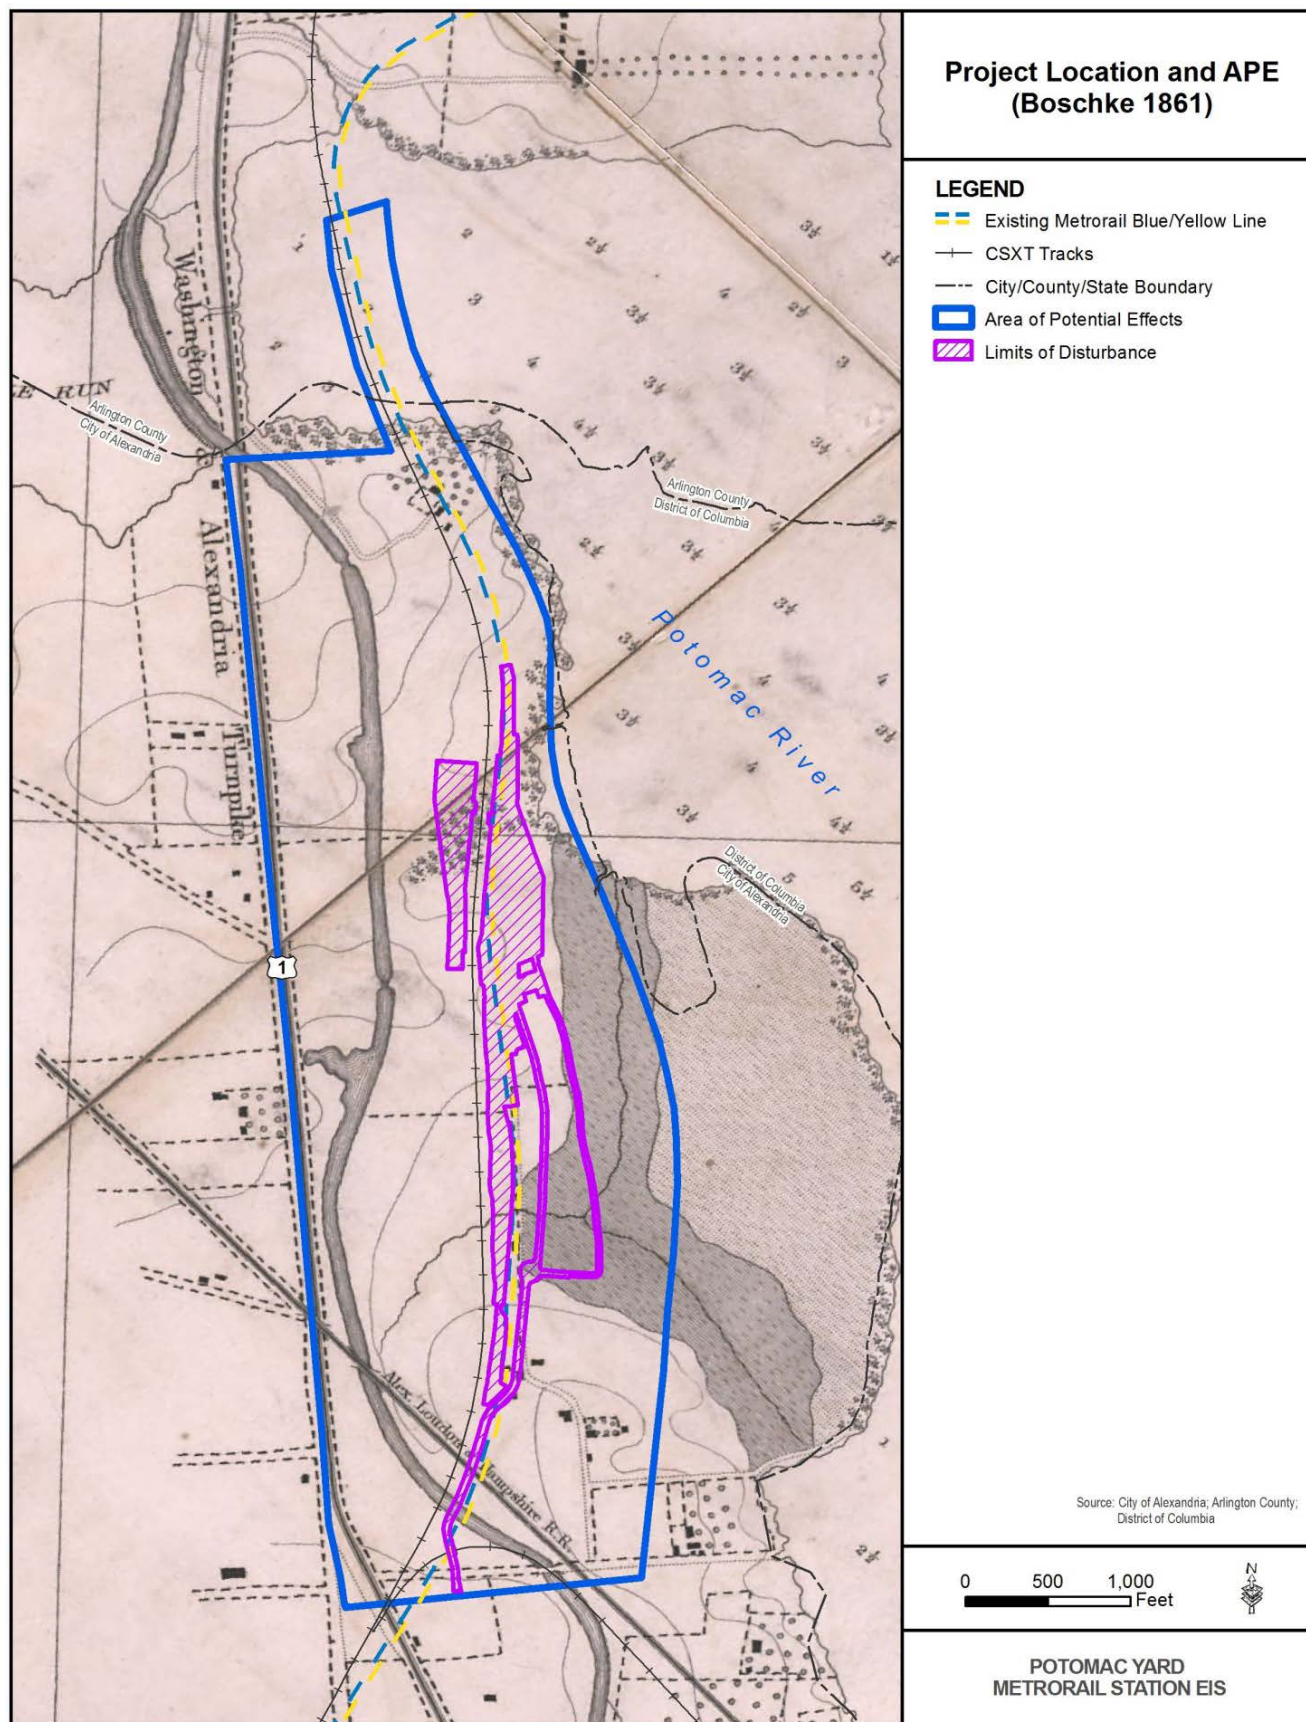 Project Location and APE
(Boschke 1861)
LEGEND
Existing Metrorail Blue/Yellow Line
CSXT Tracks
City/County/State Boundary
Area of Potential Effects
Limits of Disturbance
Washington
RUN
Arlington County
City of Alexandria
Arlington County
District of Columbia
Alexandria
Potomac River
Turnpike
District of Columbia
City of Alexandria
1
Alex. Loudon & Hampshire R.R.
Source: City of Alexandria; Arlington County;
District of Columbia
0 500 1,000
Feet
N
POTOMAC YARD
METRORAIL STATION EIS